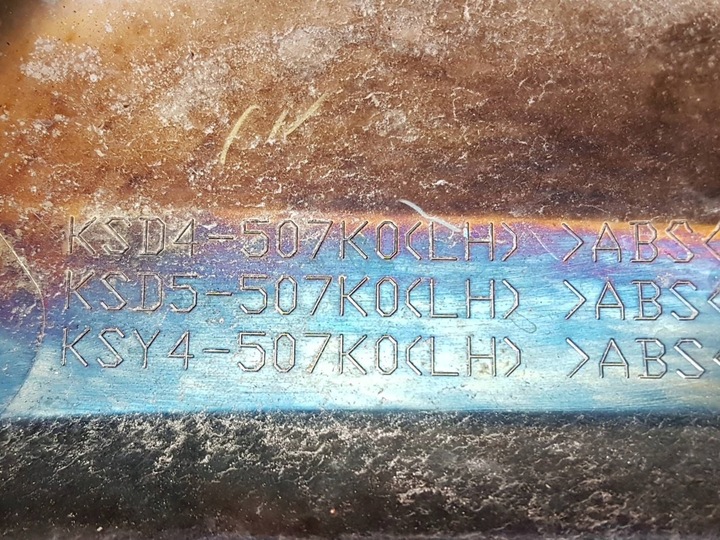 KSD4-507K0(LH) >ABS<
KSD5-507K0(LH) >ABS<
KSY4-507K0(LH) >ABS<